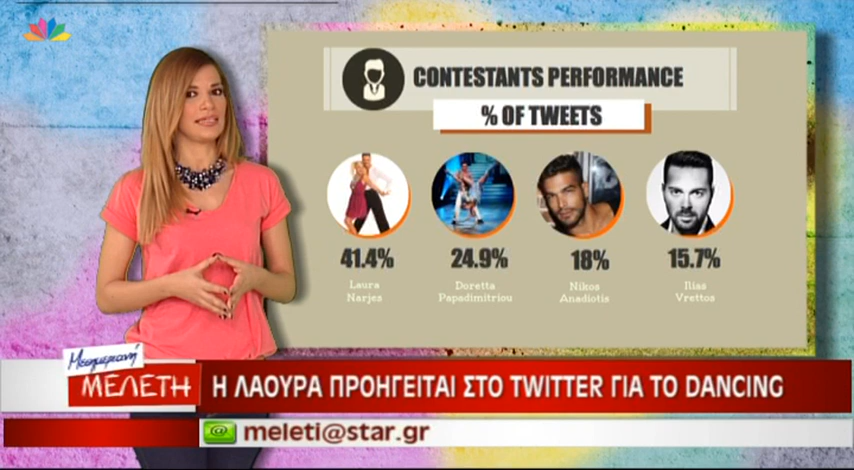 CONTESTANTS PERFORMANCE
% OF TWEETS
41.4%
24.9%
18%
15.7%
Laura
Narjes
Doretta
Papadimitriou
Nikos
Anadiotis
Ilias
Vrettos
Μεσημεριανή
ΜΕΛΕΤΗ
Η ΛΑΟΥΡΑ ΠΡΟΗΓΕΙΤΑΙ ΣΤΟ TWITTER ΓΙΑ ΤΟ DANCING
@ meleti@star.gr